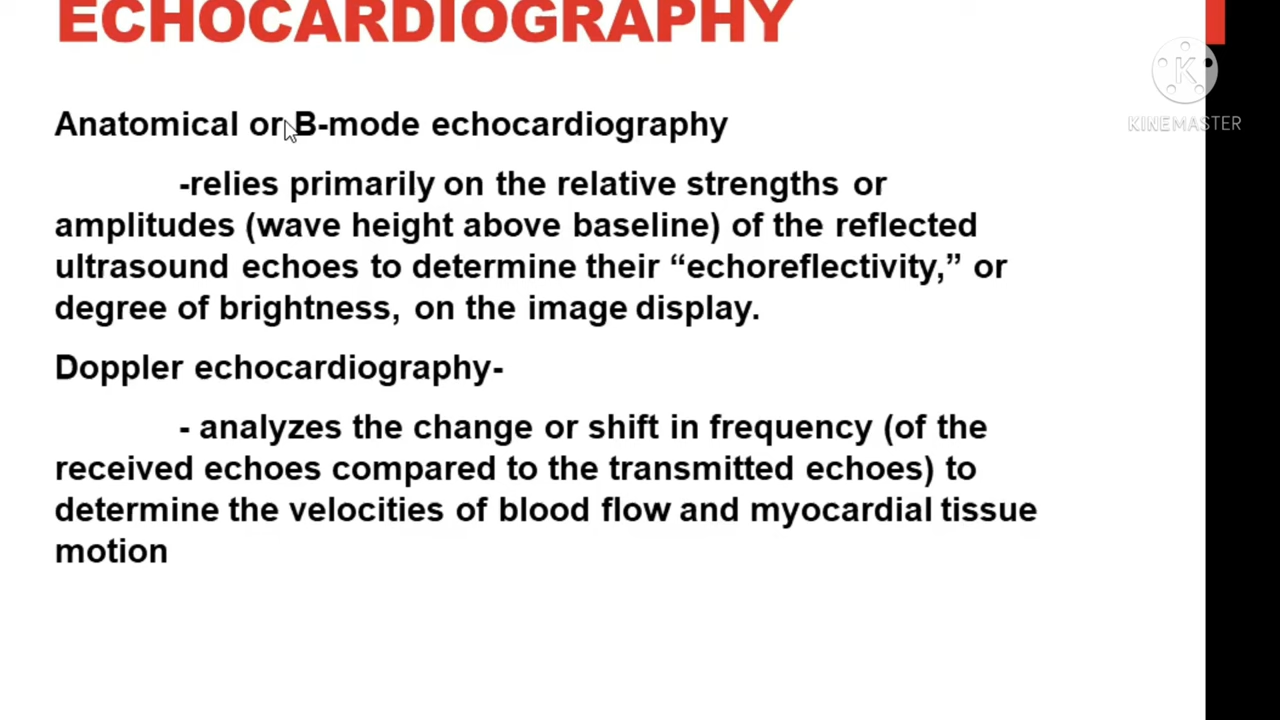 ECHOCARDIOGRAPHY
KINEMASTER
Anatomical or B-mode echocardiography
-relies primarily on the relative strengths or
amplitudes (wave height above baseline) of the reflected
ultrasound echoes to determine their “echoreflectivity,” or
degree of brightness, on the image display.
Doppler echocardiography-
- analyzes the change or shift in frequency (of the
received echoes compared to the transmitted echoes) to
determine the velocities of blood flow and myocardial tissue
motion